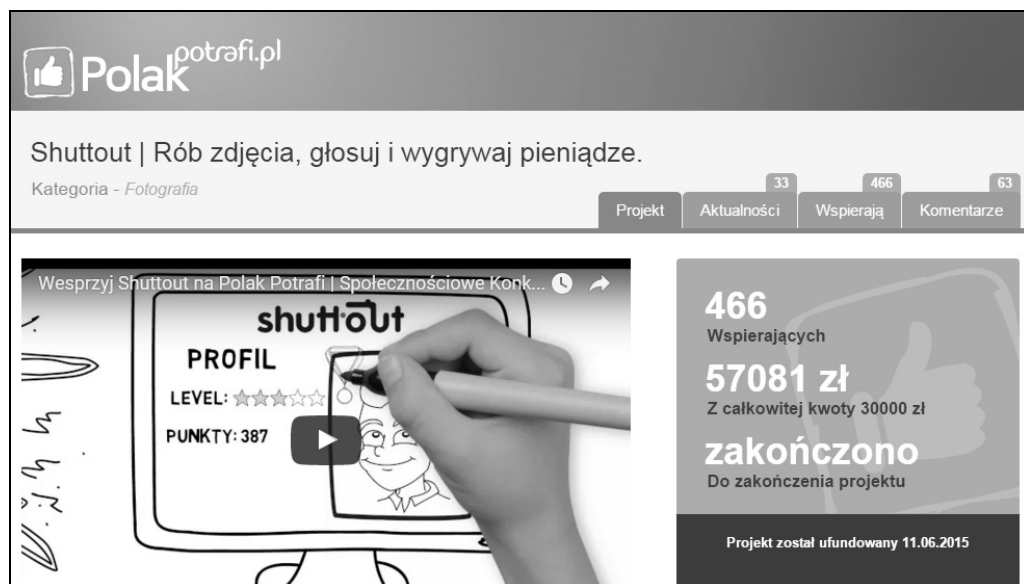 Polak potrafi.pl
Shuttout | Rób zdjęcia, głosuj i wygrywaj pieniądze.
Kategoria - Fotografia
Projekt
33
Aktualności
466
Wspierają
63
Komentarze
Wesprzyj Shuttout na Polak Potrafi | Społecznościowe Konk...
shuttout
PROFIL
LEVEL:
PUNKTY: 387
466
Wspierających
57081 zł
Z całkowitej kwoty 30000 zł
zakończono
Do zakończenia projektu
Projekt został ufundowany 11.06.2015